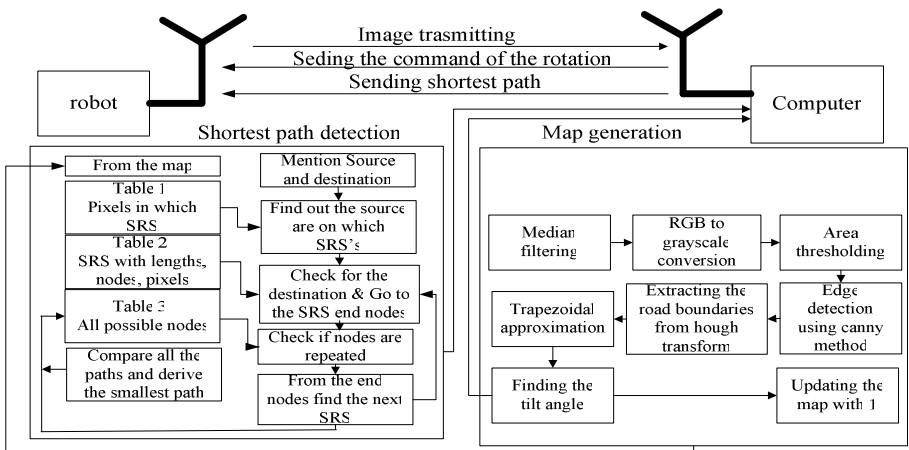 Image trasmitting
Seding the command of the rotation
Sending shortest path
robot
Computer
Shortest path detection
Map generation
From the map
Table 1
Pixels in which
SRS
Table 2
SRS with lengths,
nodes, pixels
Table 3
All possible nodes
Compare all the
paths and derive
the smallest path
Mention Source
and destination
Find out the source
are on which
SRS's
Check for the
destination & Go to
the SRS end nodes
Check if nodes are
repeated
From the end
nodes find the next
SRS
Median
filtering
RGB to
grayscale
conversion
Area
thresholding
Trapezoidal
approximation
Extracting the
road boundaries
from hough
transform
Edge
detection
using canny
method
Finding the
tilt angle
Updating the
map with 1